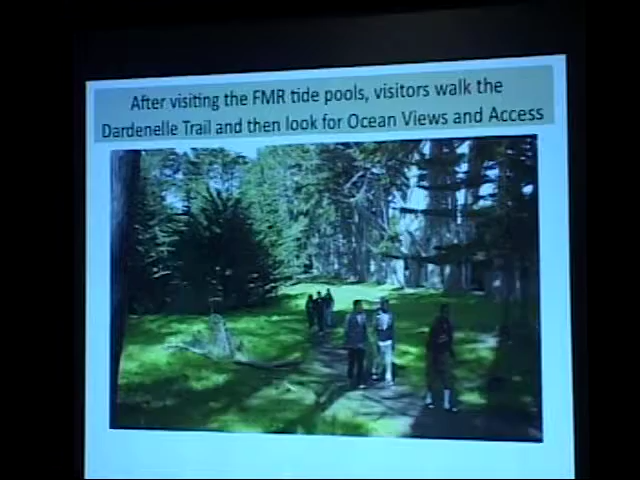 After visiting the FMR tide pools, visitors walk the
Dardenelle Trail and then look for Ocean Views and Access